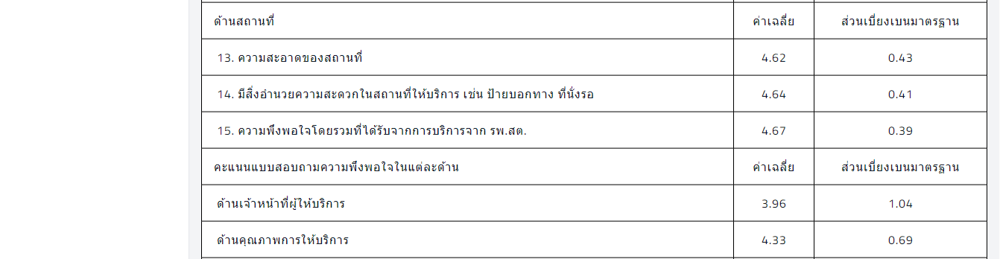 ด้านสถานที่ ค่าเฉลี่ย ส่วนเบี่ยงเบนมาตรฐาน
13. ความสะอาดของสถานที่ 4.62 0.43
14. มีสิ่งอำนวยความสะดวกในสถานที่ให้บริการ เช่น ป้ายบอกทาง ที่นั่งรอ 4.64 0.41
15. ความพึงพอใจโดยรวมที่ได้รับจากการบริการจาก รพ.สต. 4.67 0.39
คะแนนแบบสอบถามความพึงพอใจในแต่ละด้าน ค่าเฉลี่ย ส่วนเบี่ยงเบนมาตรฐาน
ด้านเจ้าหน้าที่ผู้ให้บริการ 3.96 1.04
ด้านคุณภาพการให้บริการ 4.33 0.69